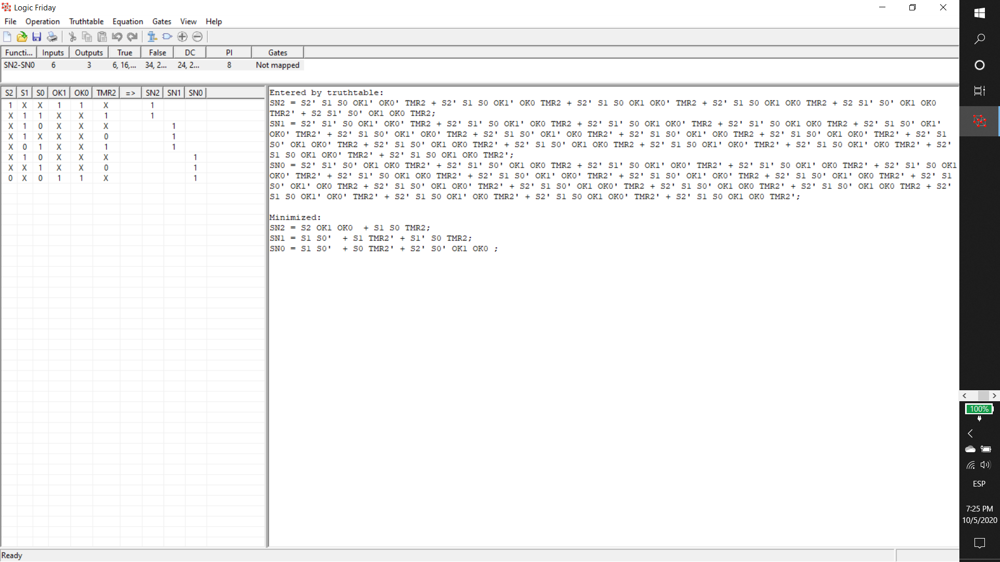 Logic Friday
File Operation Truthtable Equation Gates View Help
Functi... Inputs Outputs True False DC PI Gates
SN2-SN0 6 3 6, 16,... 34, 2... 24, 2... 8 Not mapped
S2 S1 S0 OK1 OK0 TMR2 => SN2 SN1 SN0
1 X X 1 1 X 1
X 1 1 X X 1 1
X 1 0 X X X 1
X 1 X X X 0 1
X 0 1 X X 1 1
X 1 0 X X X 1
X X 1 X X 0 1
0 X 0 1 1 X 1
Entered by truthtable:
SN2 = S2' S1 S0 OK1' OK0' TMR2 + S2' S1 S0 OK1' OK0 TMR2 + S2' S1 S0 OK1 OK0' TMR2 + S2' S1 S0 OK1 OK0 TMR2 + S2 S1' S0' OK1 OK0
TMR2' + S2 S1' S0' OK1 OK0 TMR2;
SN1 = S2' S1' S0 OK1' OK0' TMR2 + S2' S1' S0 OK1' OK0 TMR2 + S2' S1' S0 OK1 OK0' TMR2 + S2' S1' S0 OK1 OK0 TMR2 + S2' S1 S0' OK1'
OK0' TMR2' + S2' S1 S0' OK1' OK0' TMR2 + S2' S1 S0' OK1' OK0 TMR2' + S2' S1 S0' OK1' OK0 TMR2 + S2' S1 S0' OK1 OK0' TMR2' + S2' S1
S0' OK1 OK0' TMR2 + S2' S1 S0' OK1 OK0 TMR2' + S2' S1 S0' OK1 OK0 TMR2 + S2' S1 S0 OK1' OK0' TMR2' + S2' S1 S0 OK1' OK0 TMR2' + S2'
S1 S0 OK1 OK0' TMR2' + S2' S1 S0 OK1 OK0 TMR2';
SN0 = S2' S1' S0' OK1 OK0 TMR2' + S2' S1' S0' OK1 OK0 TMR2 + S2' S1' S0 OK1' OK0' TMR2' + S2' S1' S0 OK1' OK0 TMR2' + S2' S1' S0 OK1
OK0' TMR2' + S2' S1' S0 OK1 OK0 TMR2' + S2' S1 S0' OK1' OK0' TMR2' + S2' S1 S0' OK1' OK0' TMR2 + S2' S1 S0' OK1' OK0 TMR2' + S2' S1
S0' OK1' OK0 TMR2 + S2' S1 S0' OK1 OK0' TMR2' + S2' S1 S0' OK1 OK0' TMR2 + S2' S1 S0' OK1 OK0 TMR2' + S2' S1 S0' OK1 OK0 TMR2 + S2'
S1 S0 OK1' OK0' TMR2' + S2' S1 S0 OK1' OK0 TMR2' + S2' S1 S0 OK1 OK0' TMR2' + S2' S1 S0 OK1 OK0 TMR2';
Minimized:
SN2 = S2 OK1 OK0  + S1 S0 TMR2;
SN1 = S1 S0'  + S1 TMR2' + S1' S0 TMR2;
SN0 = S1 S0'  + S0 TMR2' + S2' S0' OK1 OK0 ;
Ready
100%
ESP
7:25 PM
10/5/2020